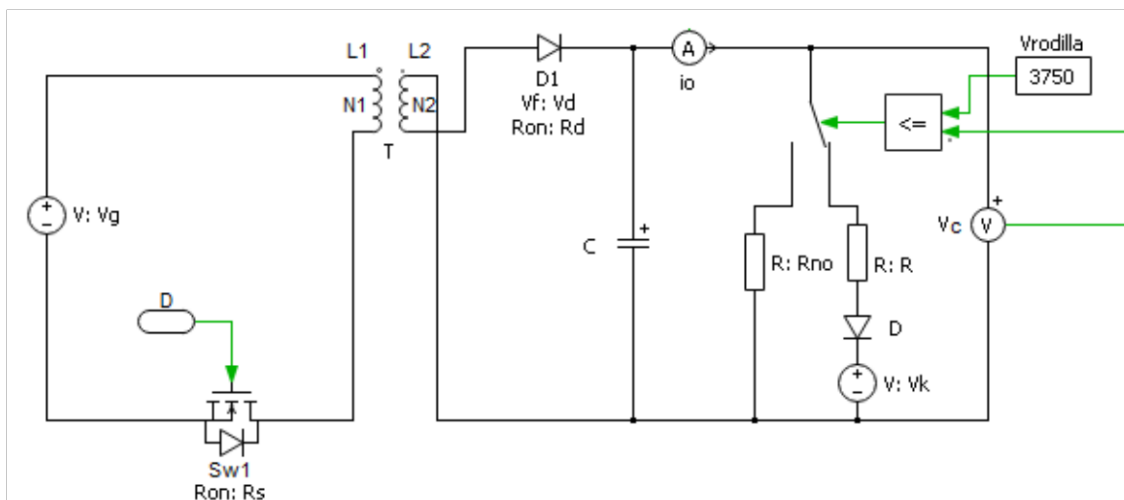 L1
L2
N1
N2
T
D1
Vf: Vd
Ron: Rd
A
io
Vrodilla
3750
<=
V: Vg
C
R: Rno
R: R
Vc
V
D
D
V: Vk
Sw1
Ron: Rs